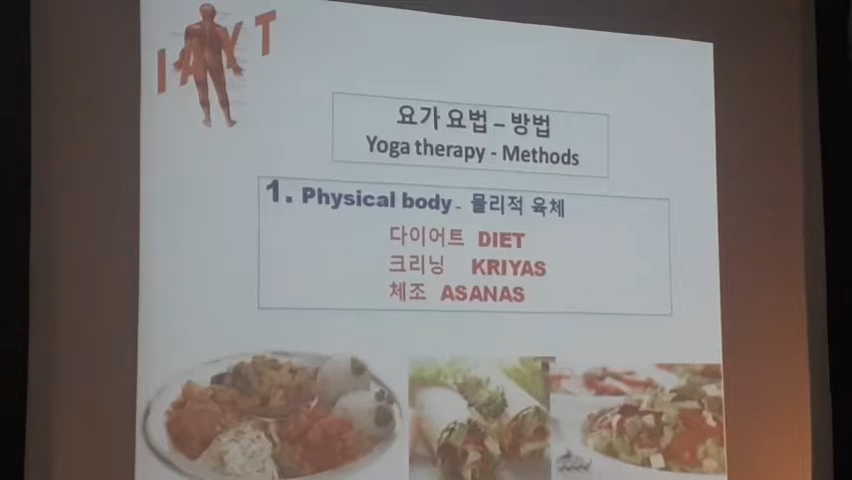 IAYT
요가 요법 – 방법
Yoga therapy - Methods
1. Physical body - 물리적 육체
다이어트 DIET
크리닝 KRIYAS
체조 ASANAS